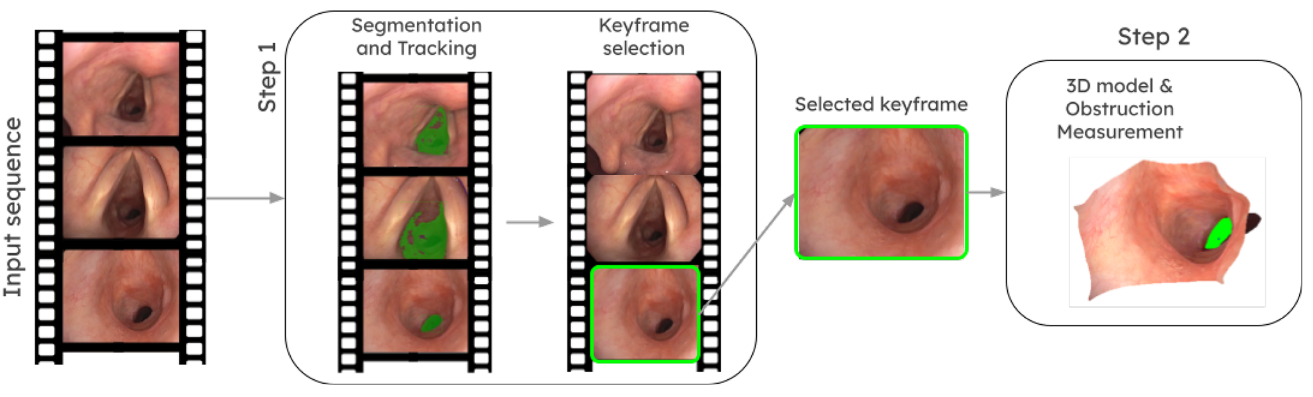 Input sequence
Step 1
Segmentation
and Tracking
Keyframe
selection
Selected keyframe
Step 2
3D model &
Obstruction
Measurement